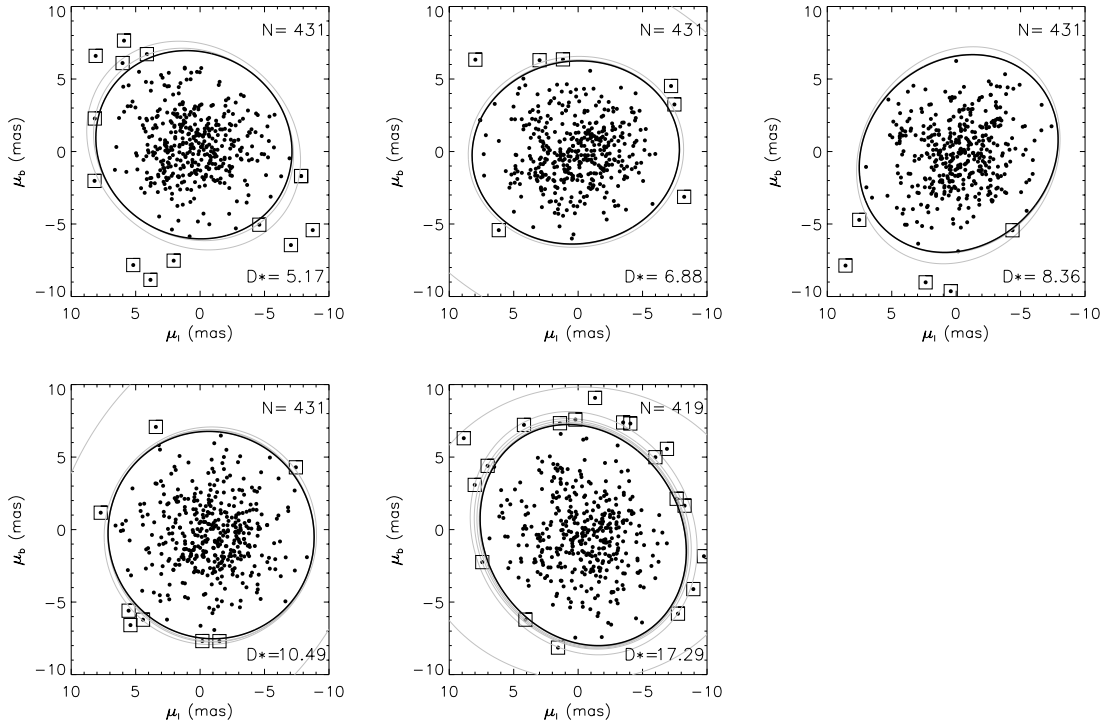 10
N= 431
5
μb (mas)
0
-5
D*= 5.17
-10
10 5 0 -5 -10
μl (mas)
10
N= 431
5
μb (mas)
0
-5
D*= 6.88
-10
10 5 0 -5 -10
μl (mas)
10
N= 431
5
μb (mas)
0
-5
D*= 8.36
-10
10 5 0 -5 -10
μl (mas)
10
N= 431
5
μb (mas)
0
-5
D*=10.49
-10
10 5 0 -5 -10
μl (mas)
10
N= 419
5
μb (mas)
0
-5
D*=17.29
-10
10 5 0 -5 -10
μl (mas)